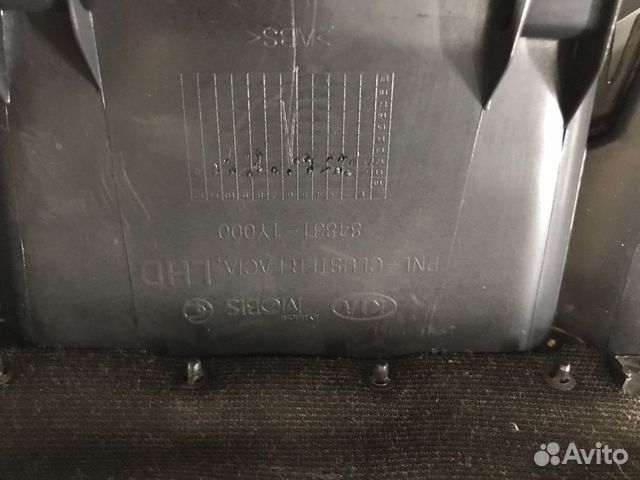 KIA MOBIS
PNL-CLUSTER FACIA, LHD
84831-1Y000
>ABS<
Avito